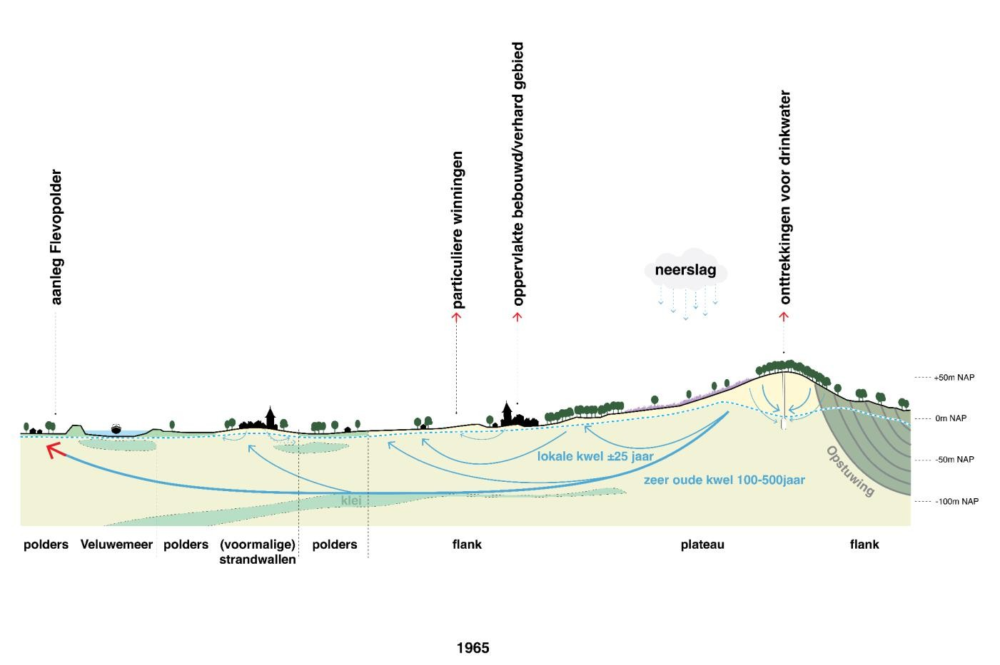 aanleg Flevopolder
particuliere winningen
oppervlakte bebouwd/verhard gebied
neerslag
onttrekkingen voor drinkwater
+50m NAP
0m NAP
-50m NAP
-100m NAP
lokale kwel ±25 jaar
zeer oude kwel 100-500jaar
Opstuwing
klei
polders
Veluwemeer
polders
(voormalige)
strandwallen
polders
flank
plateau
flank
1965